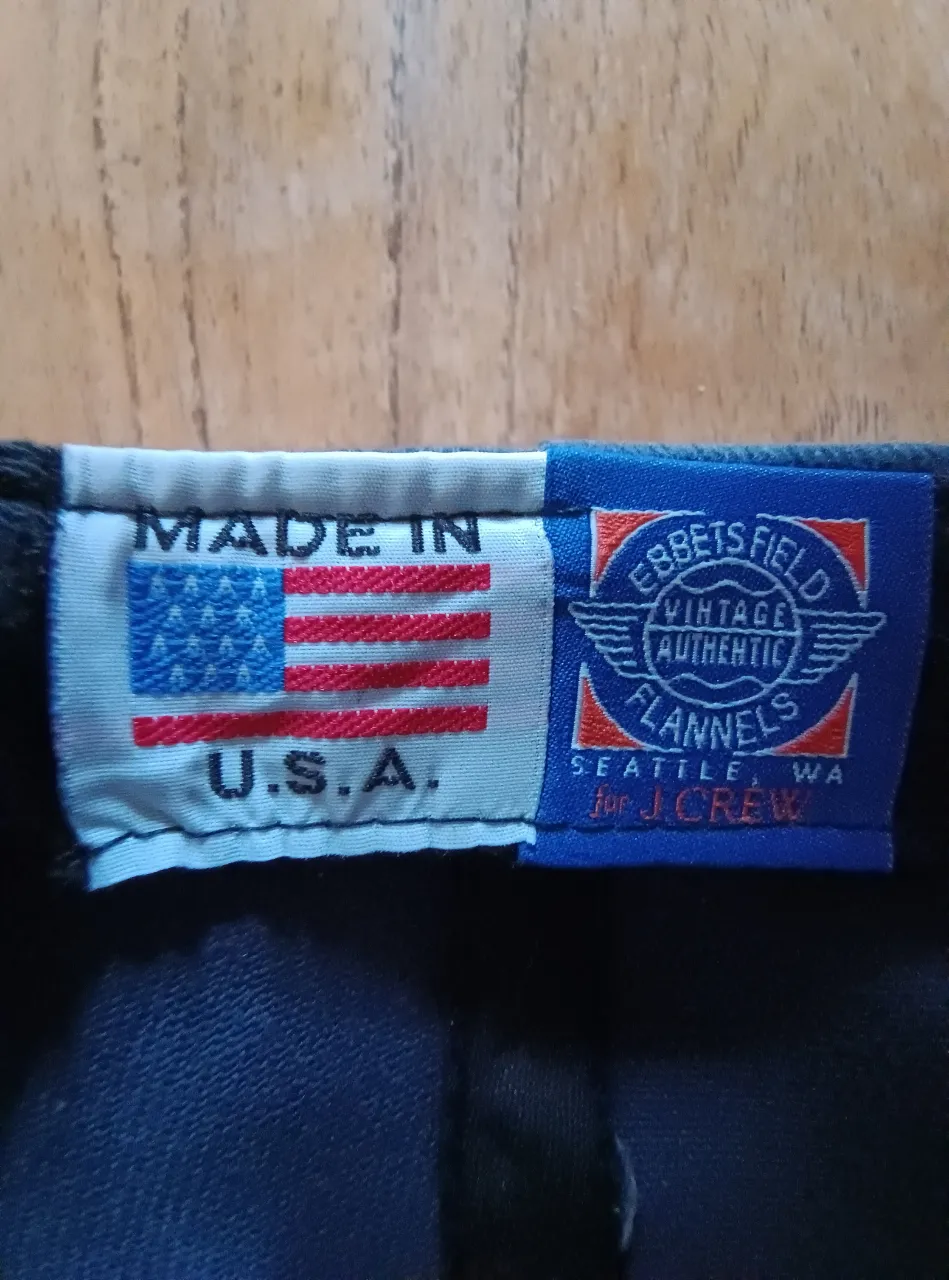 MADE IN
U.S.A.
EBBETS FIELD
VINTAGE
AUTHENTIC
FLANNELS
SEATTLE, WA
for J.CREW